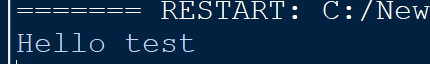 ======= RESTART: C:/New
Hello test